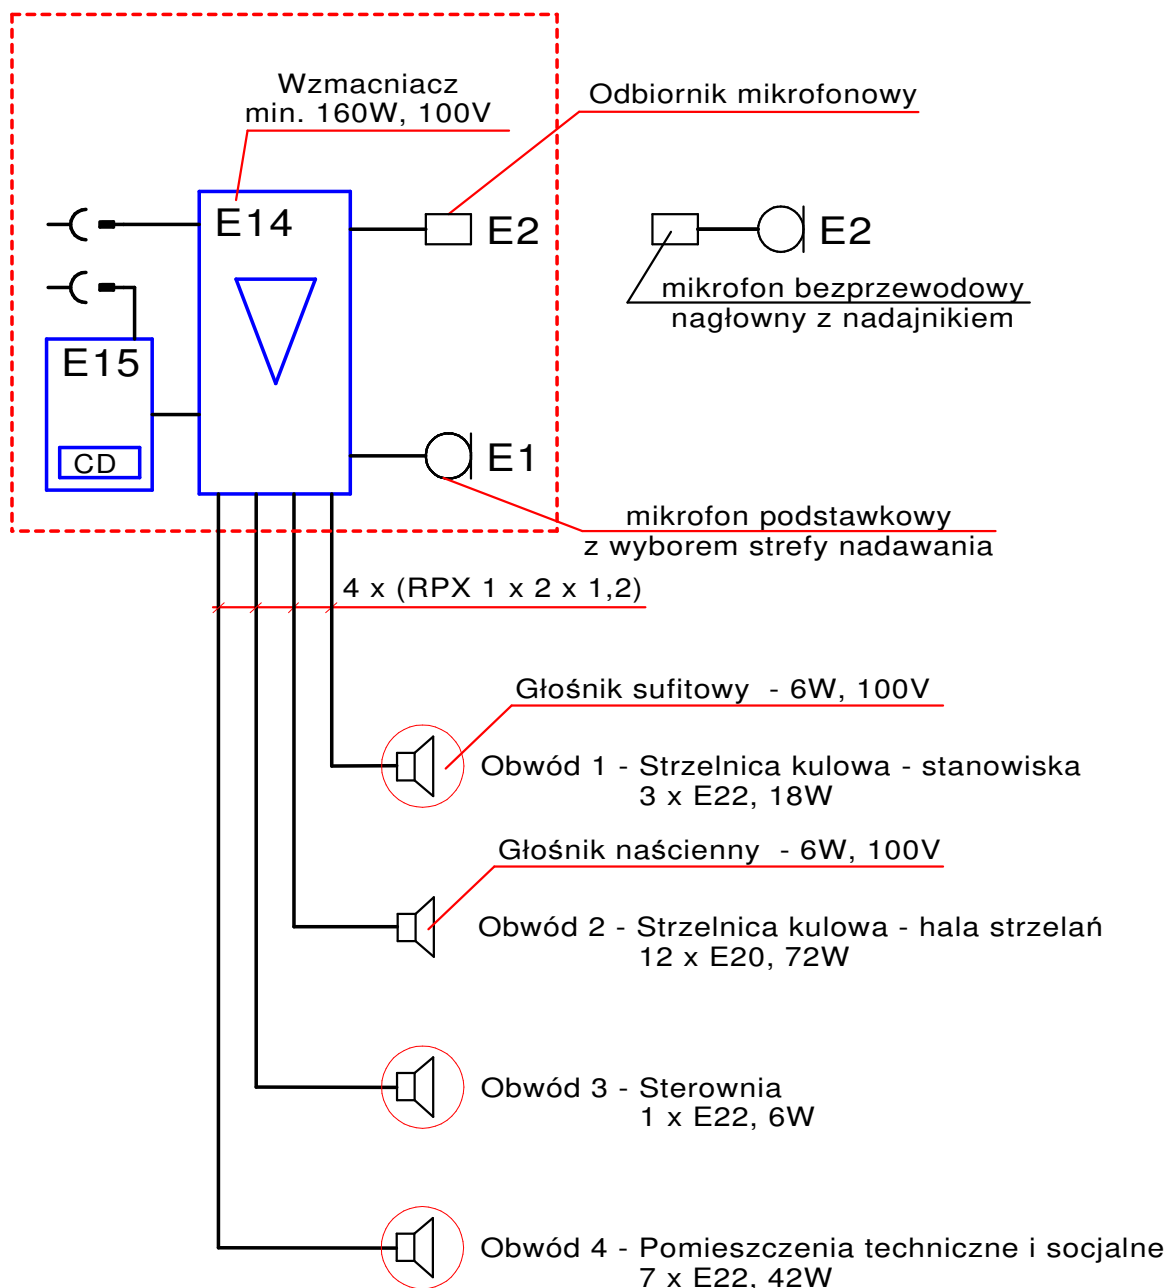 Wzmacniacz
min. 160W, 100V
Odbiornik mikrofonowy
E14
E2
E2
mikrofon bezprzewodowy
nagłowny z nadajnikiem
E15
CD
E1
mikrofon podstawkowy
z wyborem strefy nadawania
4 x (RPX 1 x 2 x 1,2)
Głośnik sufitowy - 6W, 100V
Obwód 1 - Strzelnica kulowa - stanowiska
3 x E22, 18W
Głośnik naścienny - 6W, 100V
Obwód 2 - Strzelnica kulowa - hala strzelań
12 x E20, 72W
Obwód 3 - Sterownia
1 x E22, 6W
Obwód 4 - Pomieszczenia techniczne i socjalne
7 x E22, 42W